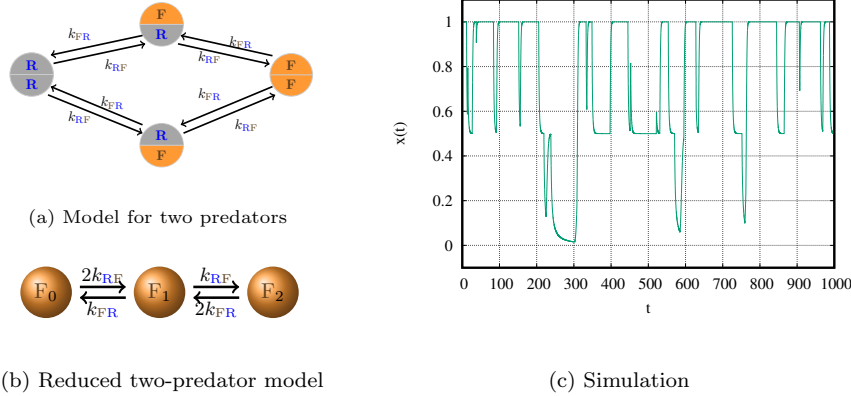 F
R
k_FR
k_RF
k_FR
k_RF
R
R
F
F
k_FR
k_RF
k_FR
k_RF
R
F
(a) Model for two predators
F_0
2k_RF
k_FR
F_1
k_RF
2k_FR
F_2
(b) Reduced two-predator model
x(t)
1
0.8
0.6
0.4
0.2
0
0 100 200 300 400 500 600 700 800 900 1000
t
(c) Simulation